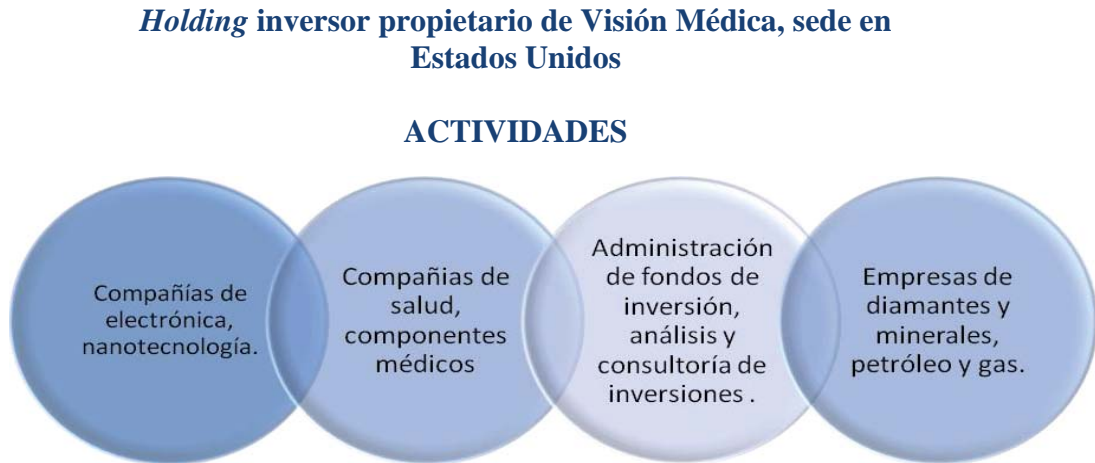 Holding inversor propietario de Visión Médica, sede en
Estados Unidos
ACTIVIDADES
Compañías de
electrónica,
nanotecnología.
Compañias de
salud,
componentes
médicos
Administración
de fondos de
inversión,
análisis y
consultoría de
inversiones .
Empresas de
diamantes y
minerales,
petróleo y gas.